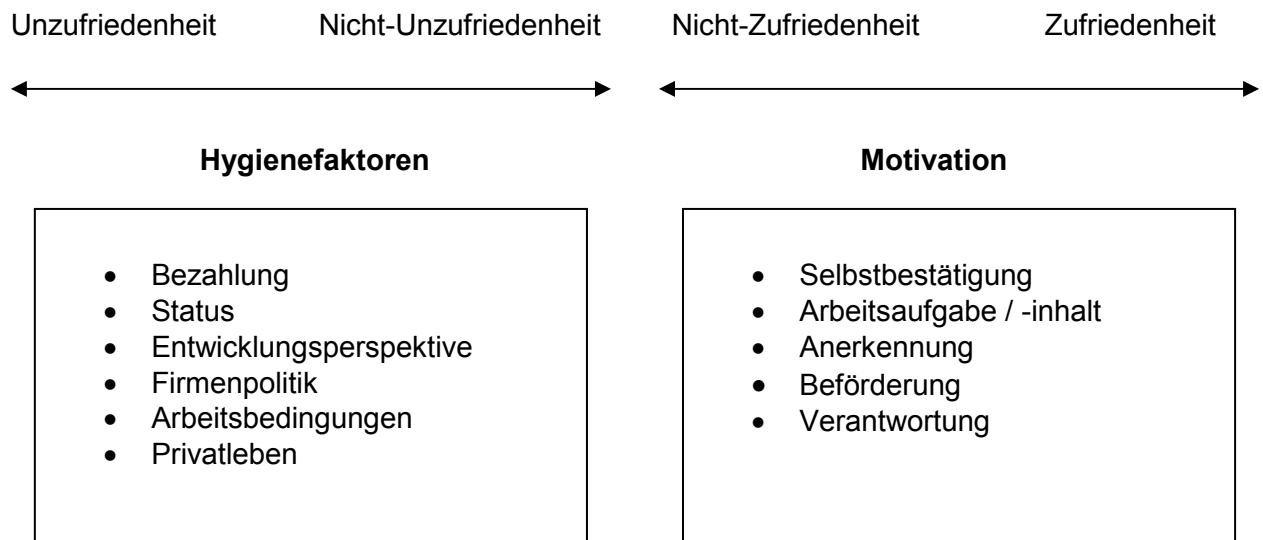 Unzufriedenheit Nicht-Unzufriedenheit Nicht-Zufriedenheit Zufriedenheit
Hygienefaktoren
• Bezahlung
• Status
• Entwicklungsperspektive
• Firmenpolitik
• Arbeitsbedingungen
• Privatleben
Motivation
• Selbstbestätigung
• Arbeitsaufgabe / -inhalt
• Anerkennung
• Beförderung
• Verantwortung